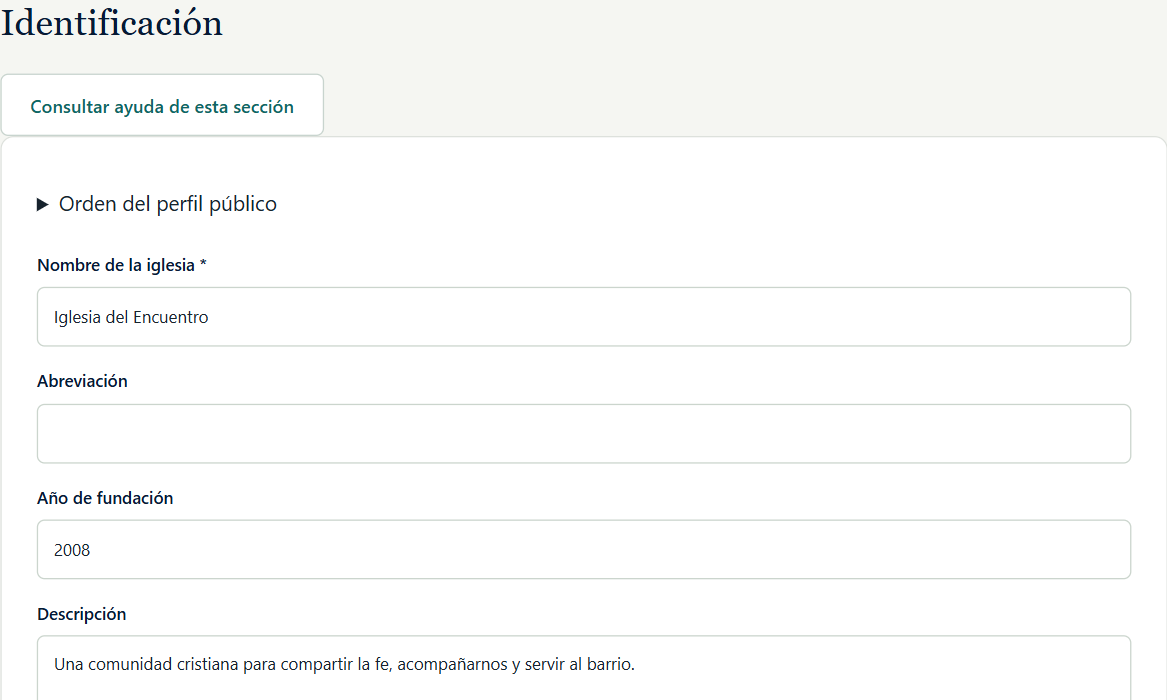 Identificación
Consultar ayuda de esta sección
Orden del perfil público
Nombre de la iglesia *
Iglesia del Encuentro
Abreviación
Año de fundación
2008
Descripción
Una comunidad cristiana para compartir la fe, acompañarnos y servir al barrio.